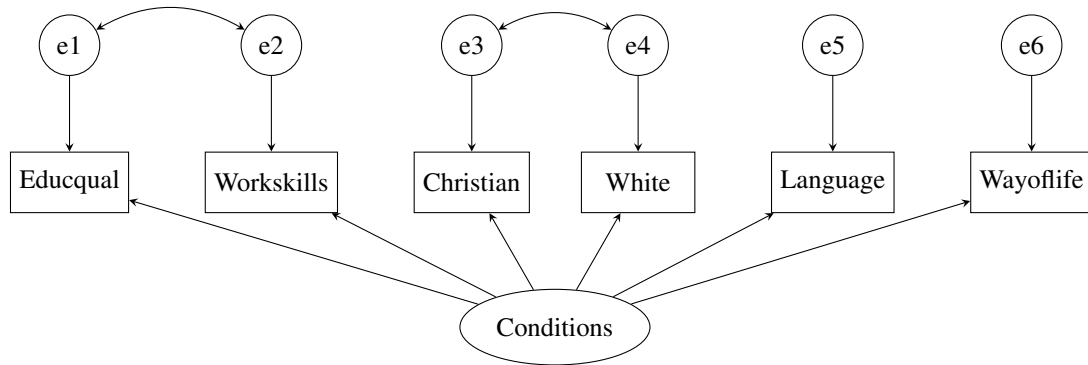 e1 e2 e3 e4 e5 e6
Educqual Workskills Christian White Language Wayoflife
Conditions